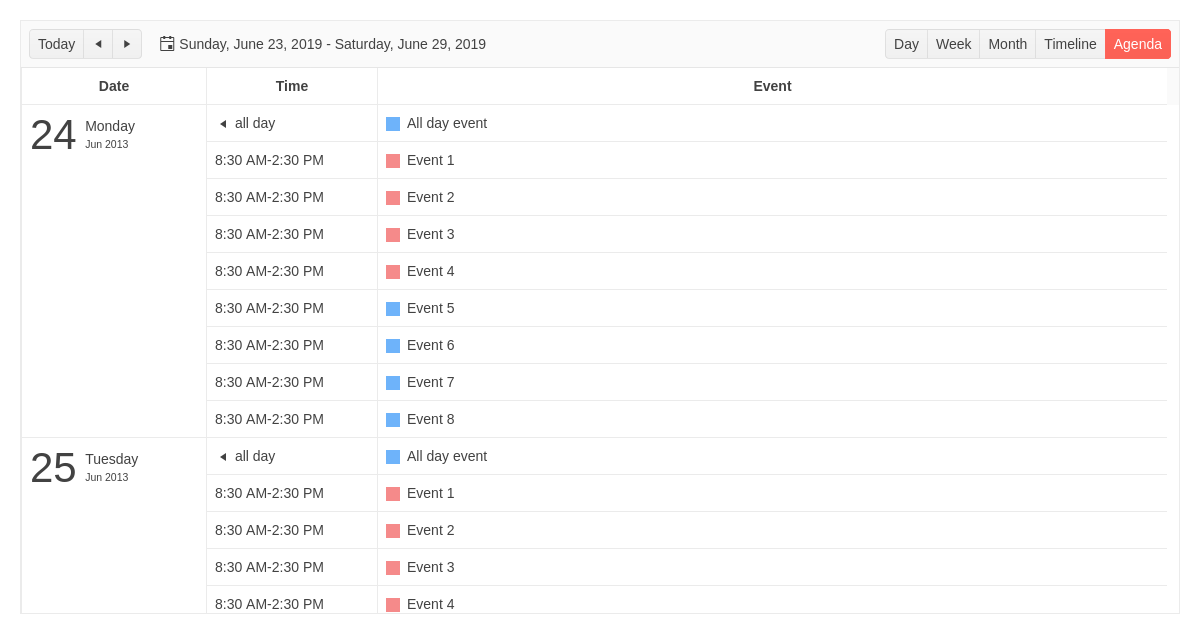 Today Sunday, June 23, 2019 - Saturday, June 29, 2019 Day Week Month Timeline Agenda
Date Time Event
24 Monday
Jun 2013
all day All day event
8:30 AM-2:30 PM Event 1
8:30 AM-2:30 PM Event 2
8:30 AM-2:30 PM Event 3
8:30 AM-2:30 PM Event 4
8:30 AM-2:30 PM Event 5
8:30 AM-2:30 PM Event 6
8:30 AM-2:30 PM Event 7
8:30 AM-2:30 PM Event 8
25 Tuesday
Jun 2013
all day All day event
8:30 AM-2:30 PM Event 1
8:30 AM-2:30 PM Event 2
8:30 AM-2:30 PM Event 3
8:30 AM-2:30 PM Event 4